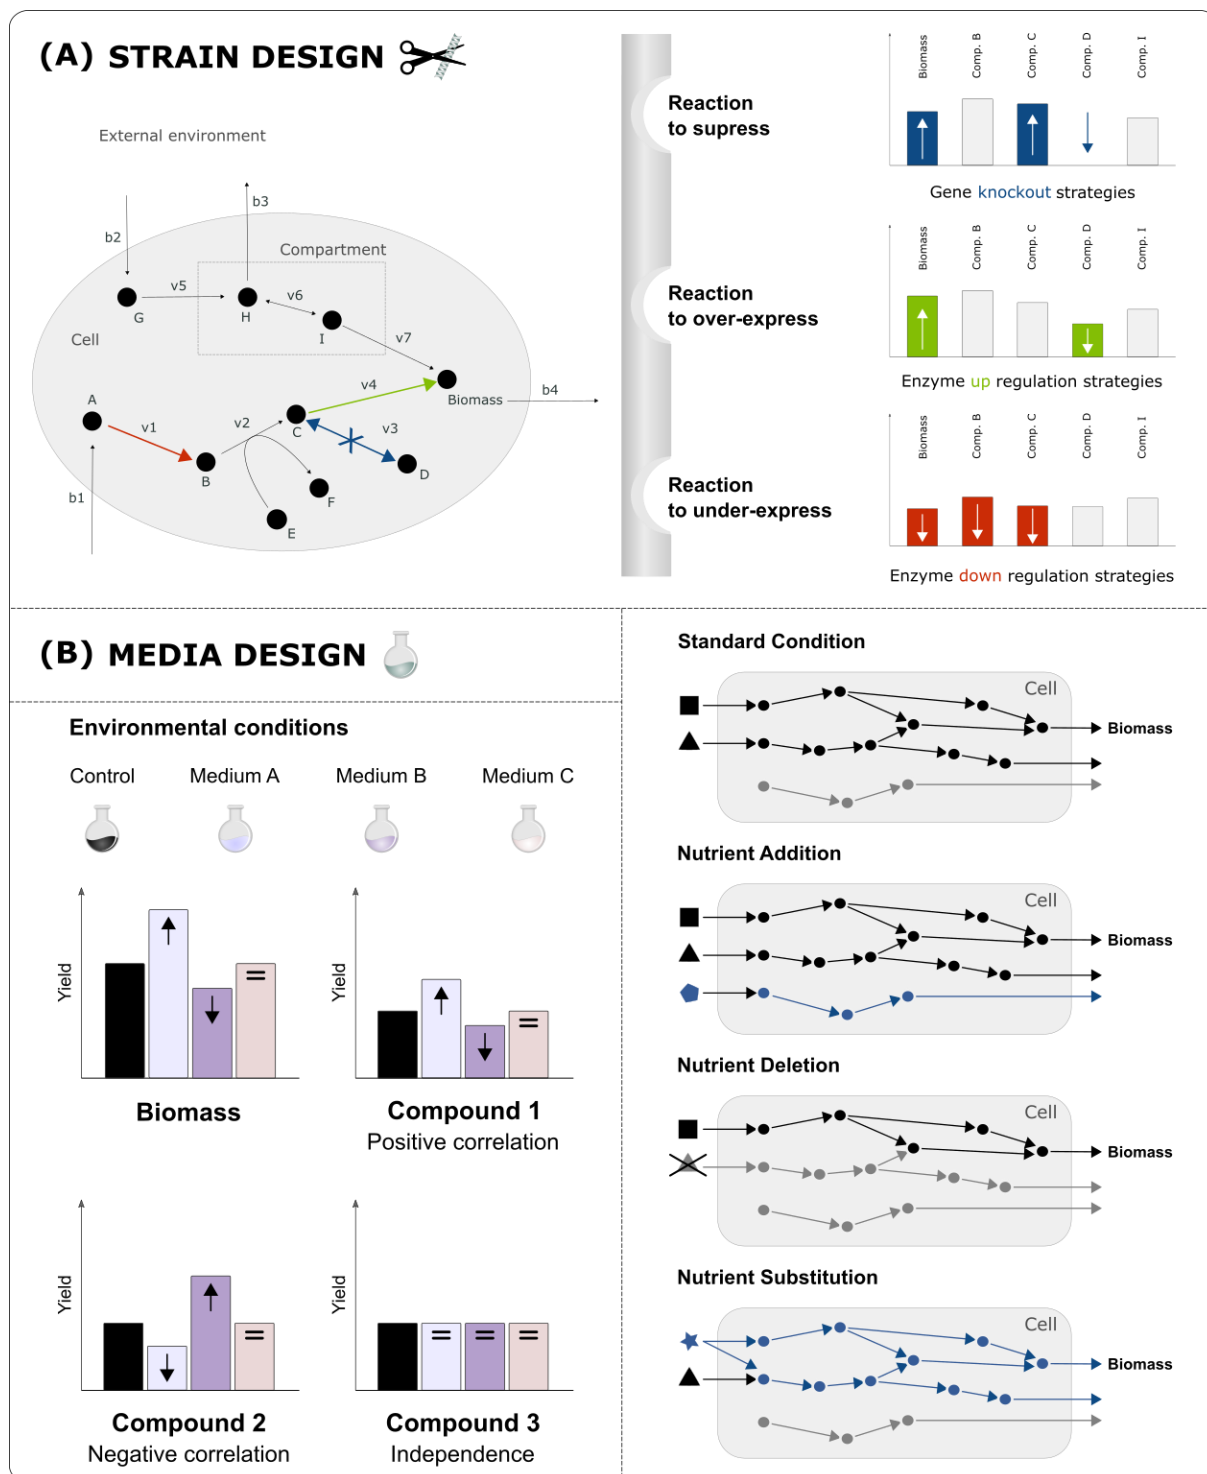 (A) STRAIN DESIGN
External environment
b3
b2
Compartment
v5
v6
G
H
I
v7
Cell
v4
A
Biomass
b4
v1
v2
C
v3
B
D
F
b1
E
Reaction
to supress
Biomass
Comp. B
Comp. C
Comp. D
Comp. I
Gene knockout strategies
Reaction
to over-express
Biomass
Comp. B
Comp. C
Comp. D
Comp. I
Enzyme up regulation strategies
Reaction
to under-express
Biomass
Comp. B
Comp. C
Comp. D
Comp. I
Enzyme down regulation strategies
(B) MEDIA DESIGN
Environmental conditions
Control
Medium A
Medium B
Medium C
Yield
=
Biomass
Yield
=
Compound 1
Positive correlation
Yield
=
Compound 2
Negative correlation
Yield
= = =
Compound 3
Independence
Standard Condition
Cell
Biomass
Nutrient Addition
Cell
Biomass
Nutrient Deletion
Cell
Biomass
Nutrient Substitution
Cell
Biomass